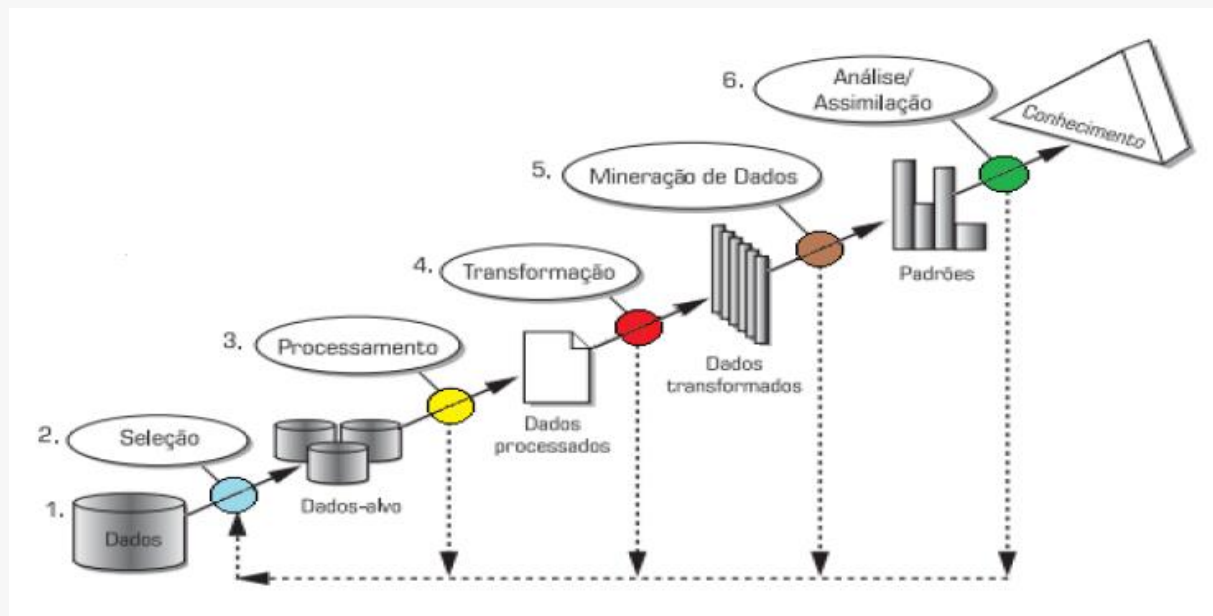 1.
Dados
2.
Seleção
Dados-alvo
3.
Processamento
Dados
processados
4.
Transformação
Dados
transformados
5.
Mineração de Dados
Padrões
6.
Análise/
Assimilação
Conhecimento